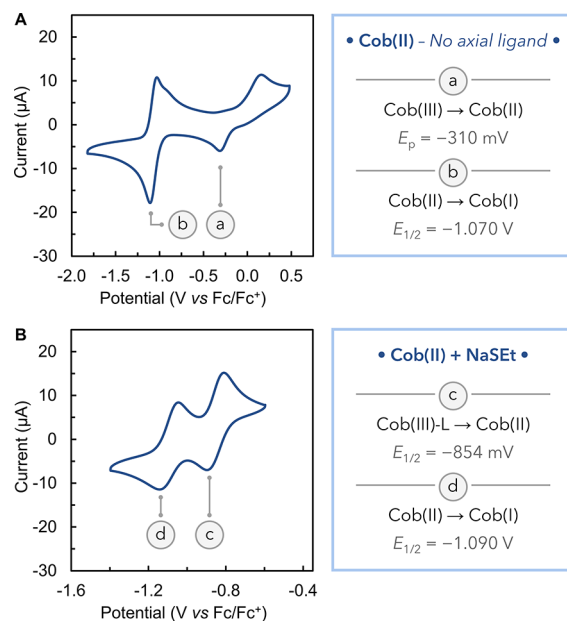 A
20
10
0
-10
-20
-30
Current (µA)
-2.0 -1.5 -1.0 -0.5 0.0 0.5
Potential (V vs Fc/Fc⁺)
b
a
• Cob(II) – No axial ligand •
a
Cob(III) → Cob(II)
Eₚ = −310 mV
b
Cob(II) → Cob(I)
E₁/₂ = −1.070 V
B
20
10
0
-10
-20
-30
Current (µA)
-1.6 -1.2 -0.8 -0.4
Potential (V vs Fc/Fc⁺)
d
c
• Cob(II) + NaSEt •
c
Cob(III)-L → Cob(II)
E₁/₂ = −854 mV
d
Cob(II) → Cob(I)
E₁/₂ = −1.090 V